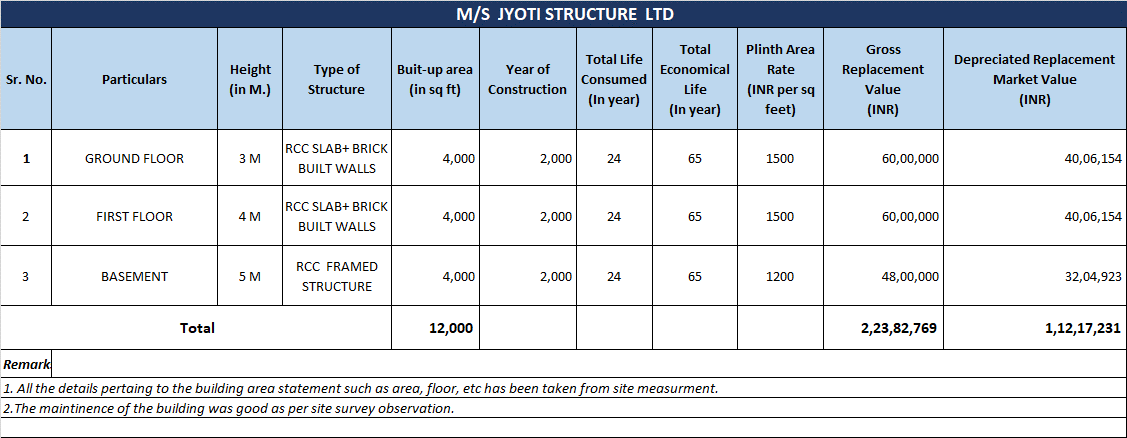 M/S JYOTI STRUCTURE LTD
Sr. No. Particulars Height (in M.) Type of Structure Buit-up area (in sq ft) Year of Construction Total Life Consumed (In year) Total Economical Life (In year) Plinth Area Rate (INR per sq feet) Gross Replacement Value (INR) Depreciated Replacement Market Value (INR)
1 GROUND FLOOR 3 M RCC SLAB+ BRICK BUILT WALLS 4,000 2,000 24 65 1500 60,00,000 40,06,154
2 FIRST FLOOR 4 M RCC SLAB+ BRICK BUILT WALLS 4,000 2,000 24 65 1500 60,00,000 40,06,154
3 BASEMENT 5 M RCC FRAMED STRUCTURE 4,000 2,000 24 65 1200 48,00,000 32,04,923
Total 12,000 2,23,82,769 1,12,17,231
Remark
1. All the details pertaing to the building area statement such as area, floor, etc has been taken from site measurment.
2.The maintinence of the building was good as per site survey observation.